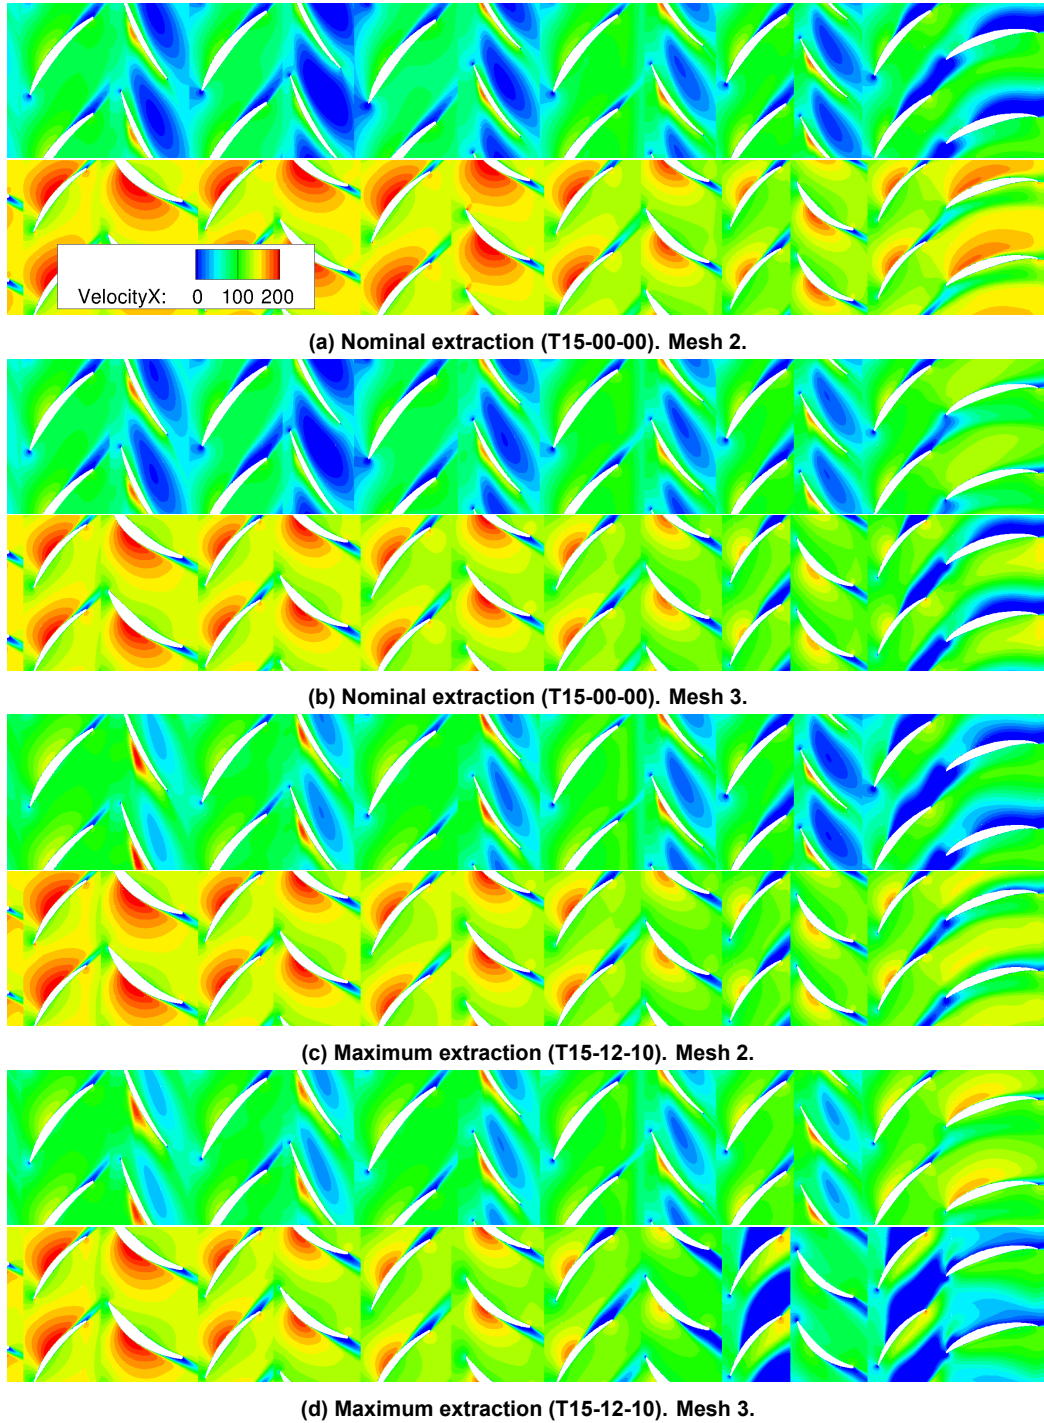 VelocityX: 0 100 200
(a) Nominal extraction (T15-00-00). Mesh 2.
(b) Nominal extraction (T15-00-00). Mesh 3.
(c) Maximum extraction (T15-12-10). Mesh 2.
(d) Maximum extraction (T15-12-10). Mesh 3.